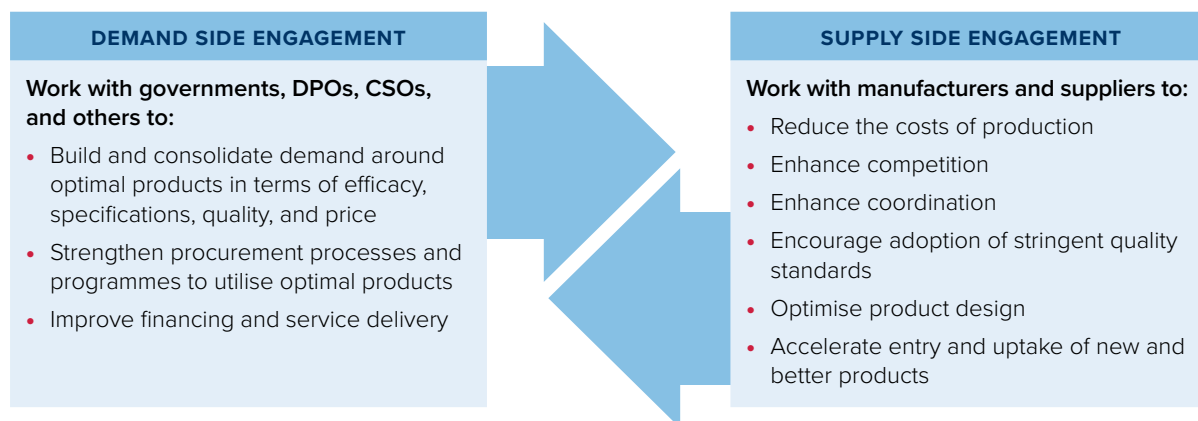 DEMAND SIDE ENGAGEMENT
Work with governments, DPOs, CSOs,
and others to:
• Build and consolidate demand around
optimal products in terms of efficacy,
specifications, quality, and price
• Strengthen procurement processes and
programmes to utilise optimal products
• Improve financing and service delivery
SUPPLY SIDE ENGAGEMENT
Work with manufacturers and suppliers to:
• Reduce the costs of production
• Enhance competition
• Enhance coordination
• Encourage adoption of stringent quality
standards
• Optimise product design
• Accelerate entry and uptake of new and
better products